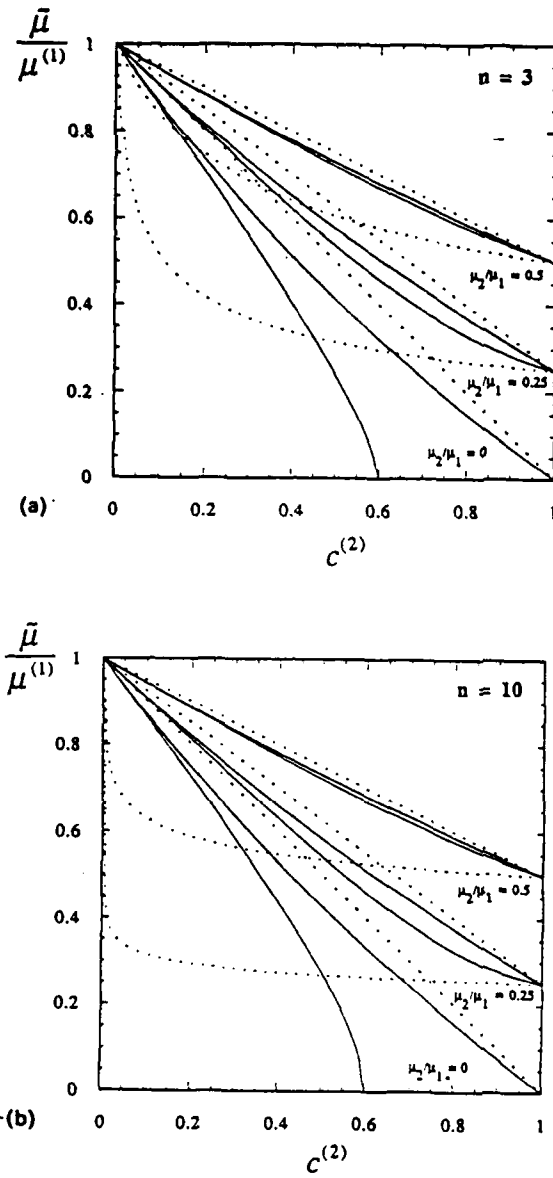 μ̃
μ⁽¹⁾
1
0.8
0.6
0.4
0.2
0
n = 3
μ₂/μ₁ = 0.5
μ₂/μ₁ = 0.25
μ₂/μ₁ = 0
0 0.2 0.4 0.6 0.8 1
(a)
c⁽²⁾
μ̃
μ⁽¹⁾
1
0.8
0.6
0.4
0.2
0
n = 10
μ₂/μ₁ = 0.5
μ₂/μ₁ = 0.25
μ₂/μ₁ = 0
0 0.2 0.4 0.6 0.8 1
(b)
c⁽²⁾